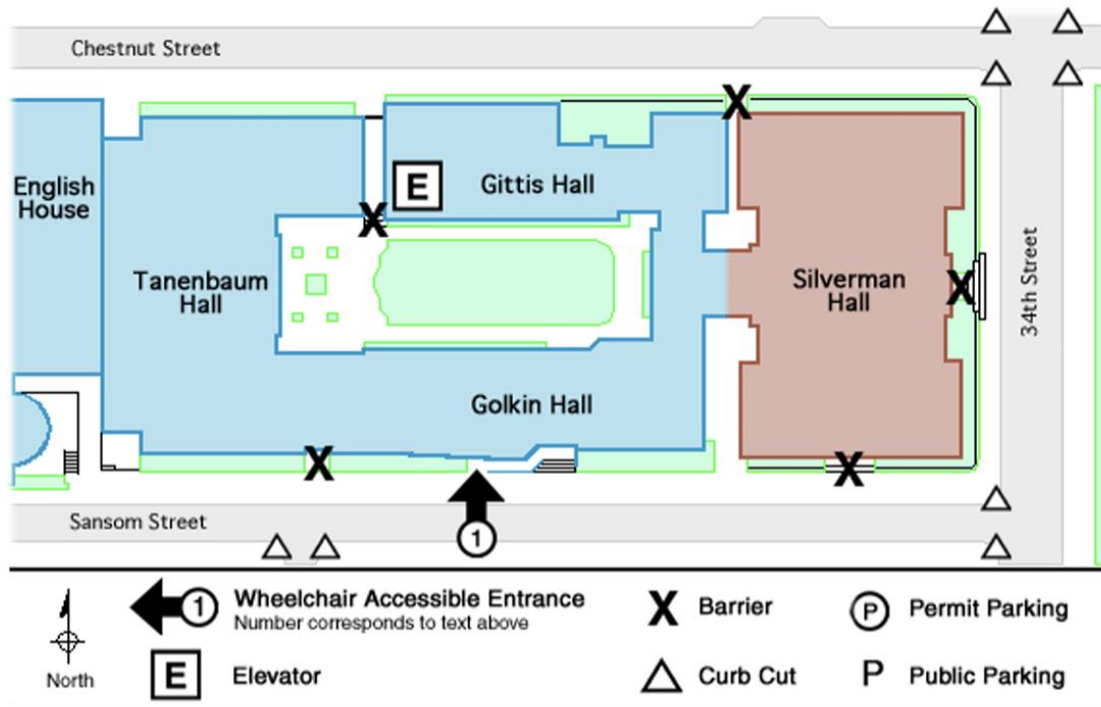 Chestnut Street
X
English
House
E
Gittis Hall
X
Tanenbaum
Hall
Silverman
Hall
X
34th Street
Golkin Hall
X
X
Sansom Street
1
1
Wheelchair Accessible Entrance
Number corresponds to text above
X
Barrier
P
Permit Parking
North
E
Elevator
Curb Cut
P
Public Parking